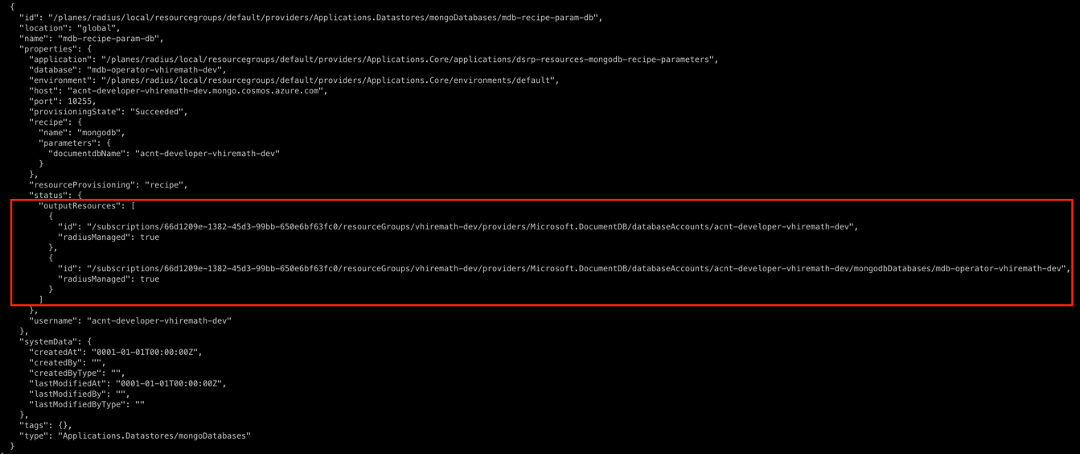 {
  "id": "/planes/radius/local/resourcegroups/default/providers/Applications.Datastores/mongoDatabases/mdb-recipe-param-db",
  "location": "global",
  "name": "mdb-recipe-param-db",
  "properties": {
    "application": "/planes/radius/local/resourcegroups/default/providers/Applications.Core/applications/dsrp-resources-mongodb-recipe-parameters",
    "database": "mdb-operator-vhiremath-dev",
    "environment": "/planes/radius/local/resourcegroups/default/providers/Applications.Core/environments/default",
    "host": "acnt-developer-vhiremath-dev.mongo.cosmos.azure.com",
    "port": 10255,
    "provisioningState": "Succeeded",
    "recipe": {
      "name": "mongodb",
      "parameters": {
        "documentdbName": "acnt-developer-vhiremath-dev"
      }
    },
    "resourceProvisioning": "recipe",
    "status": {
      "outputResources": [
        {
          "id": "/subscriptions/66d1209e-1382-45d3-99bb-650e6bf63fc0/resourceGroups/vhiremath-dev/providers/Microsoft.DocumentDB/databaseAccounts/acnt-developer-vhiremath-dev",
          "radiusManaged": true
        },
        {
          "id": "/subscriptions/66d1209e-1382-45d3-99bb-650e6bf63fc0/resourceGroups/vhiremath-dev/providers/Microsoft.DocumentDB/databaseAccounts/acnt-developer-vhiremath-dev/mongodbDatabases/mdb-operator-vhiremath-dev",
          "radiusManaged": true
        }
      ]
    },
    "username": "acnt-developer-vhiremath-dev"
  },
  "systemData": {
    "createdAt": "0001-01-01T00:00:00Z",
    "createdBy": "",
    "createdByType": "",
    "lastModifiedAt": "0001-01-01T00:00:00Z",
    "lastModifiedBy": "",
    "lastModifiedByType": ""
  },
  "tags": {},
  "type": "Applications.Datastores/mongoDatabases"
}